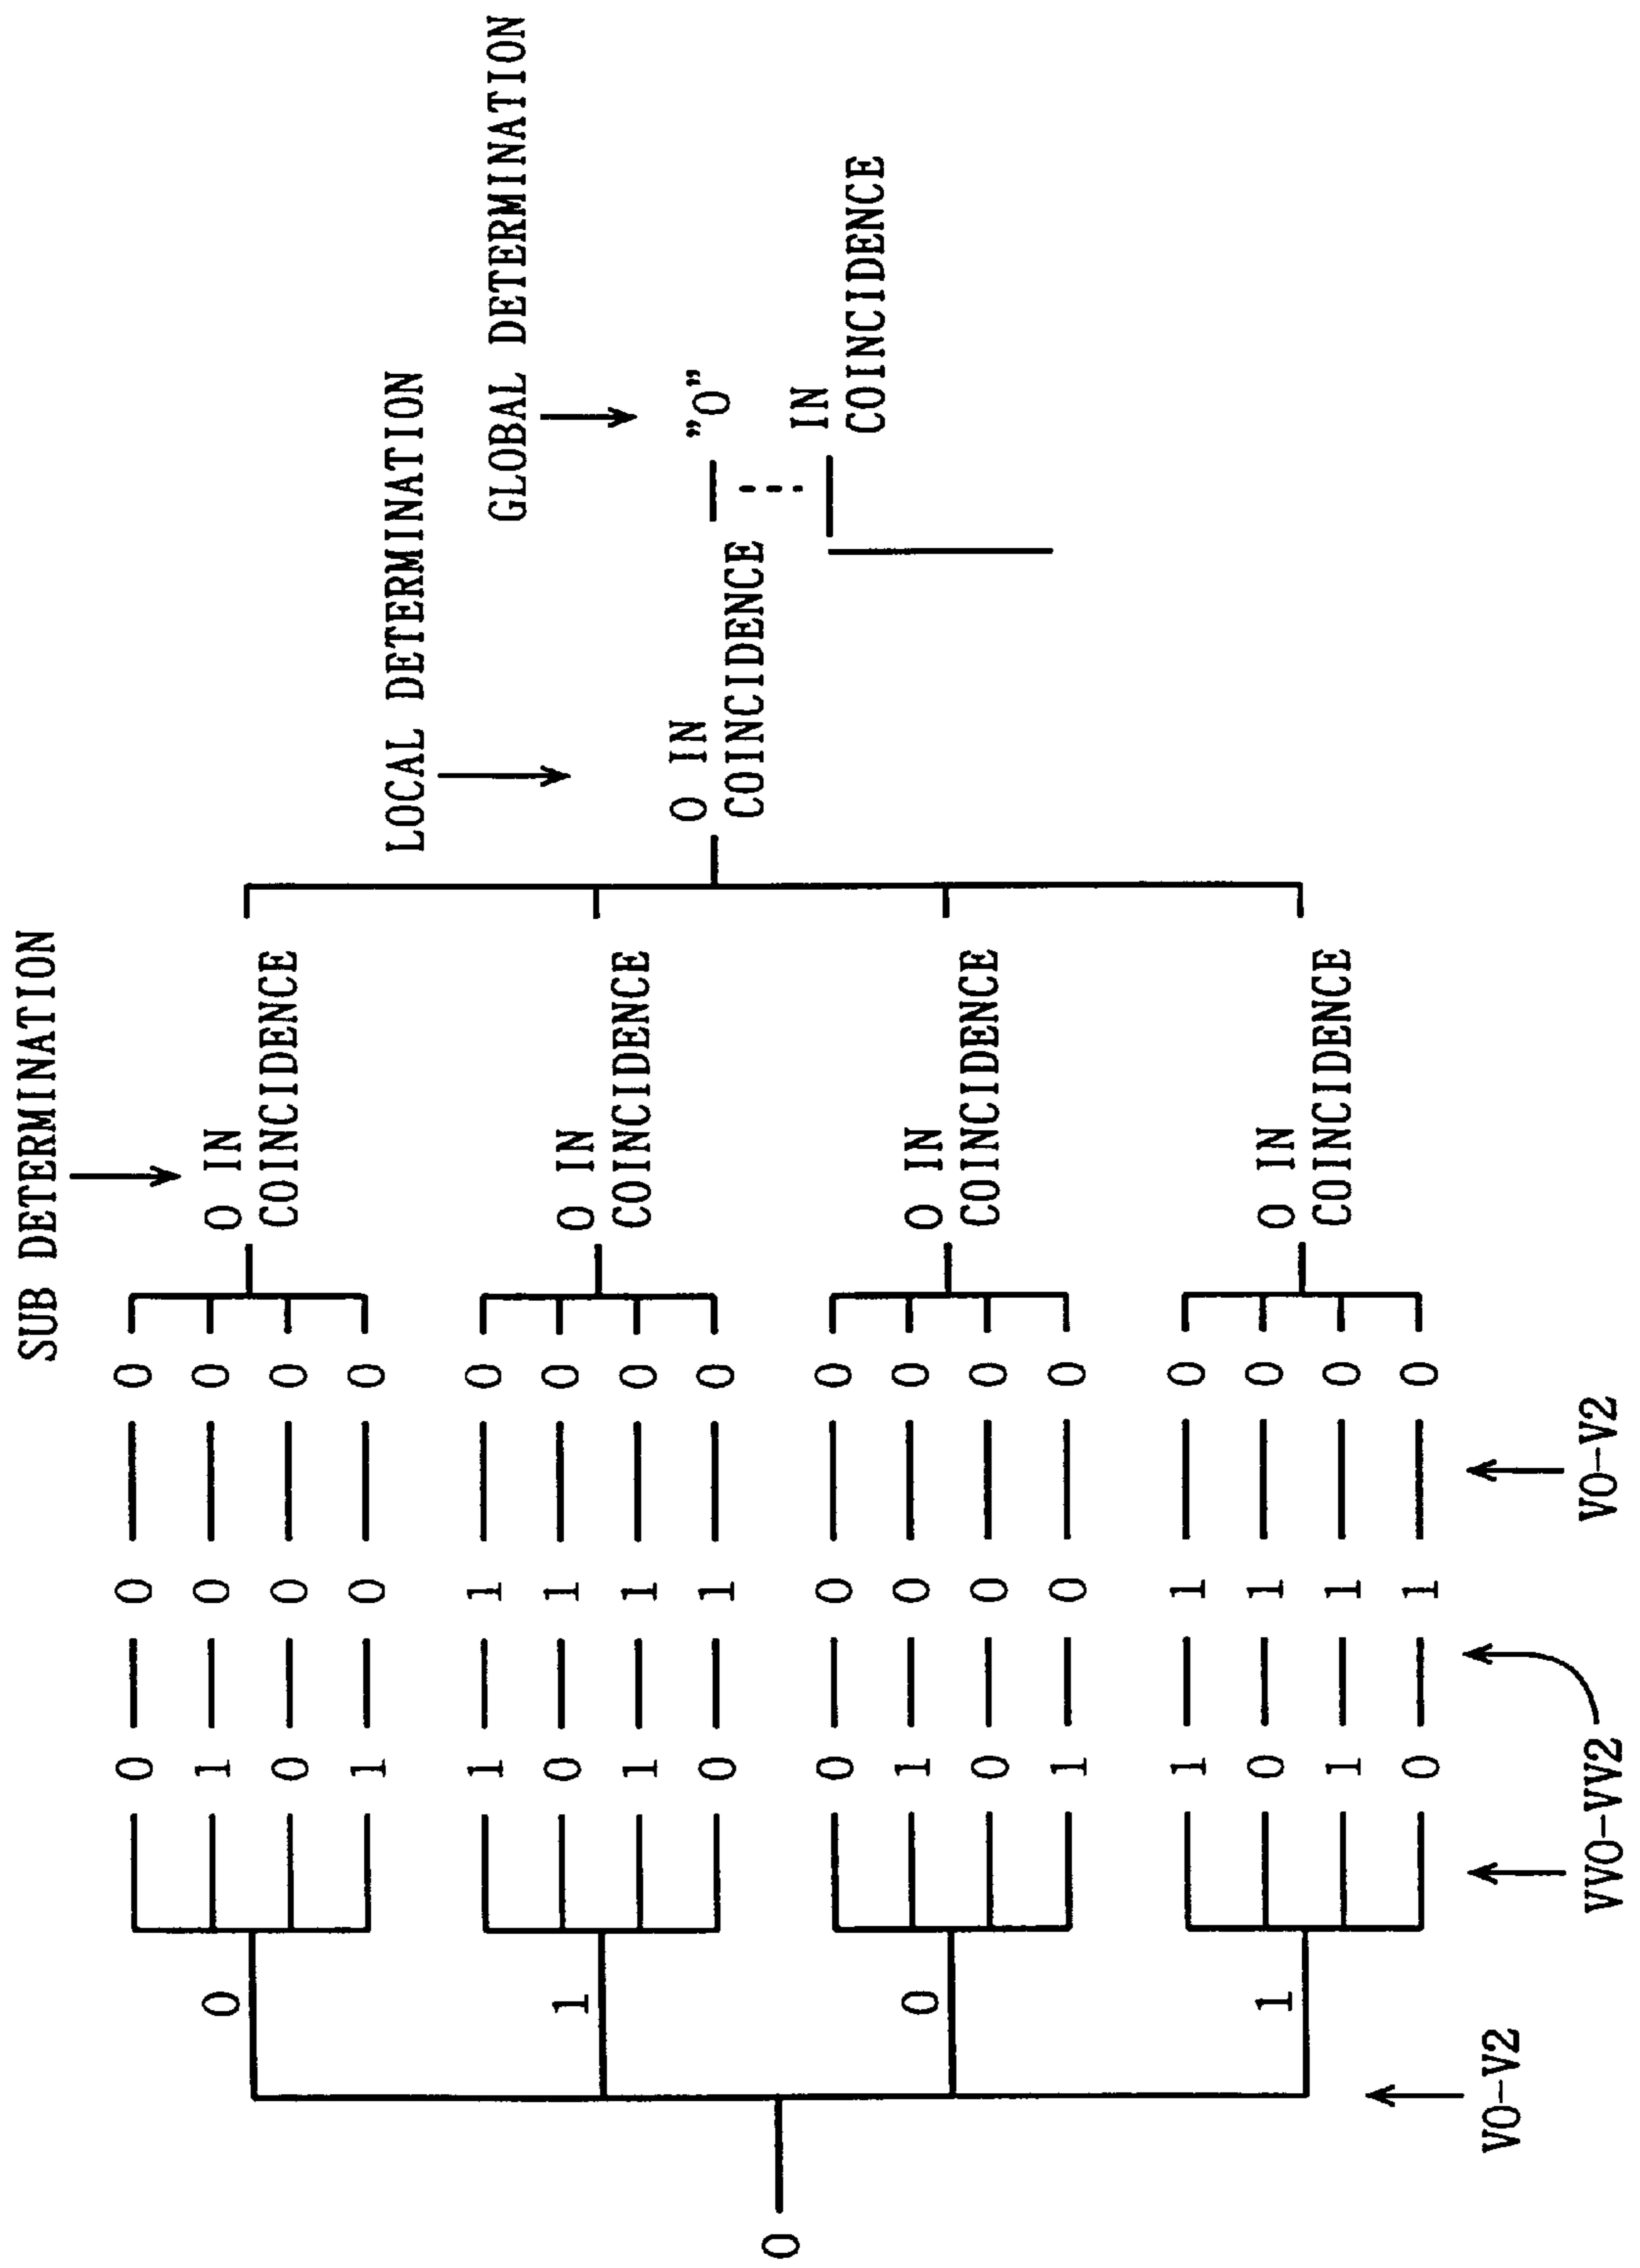 SUB DETERMINATION
0 0 0
0 1 0 0 0 IN
0 0 0 COINCIDENCE
1 0 0
LOCAL DETERMINATION
GLOBAL DETERMINATION
1 1 0
1 0 1 0 0 IN
1 1 0 COINCIDENCE
0 1 0
0 IN
COINCIDENCE
"0"
0
IN
COINCIDENCE
0 0 0
0 1 0 0 0 IN
0 0 0 COINCIDENCE
1 0 0
1 1 0
1 0 1 0 0 IN
1 1 0 COINCIDENCE
0 1 0
V0-V2
VV0-VV2
V0-V2